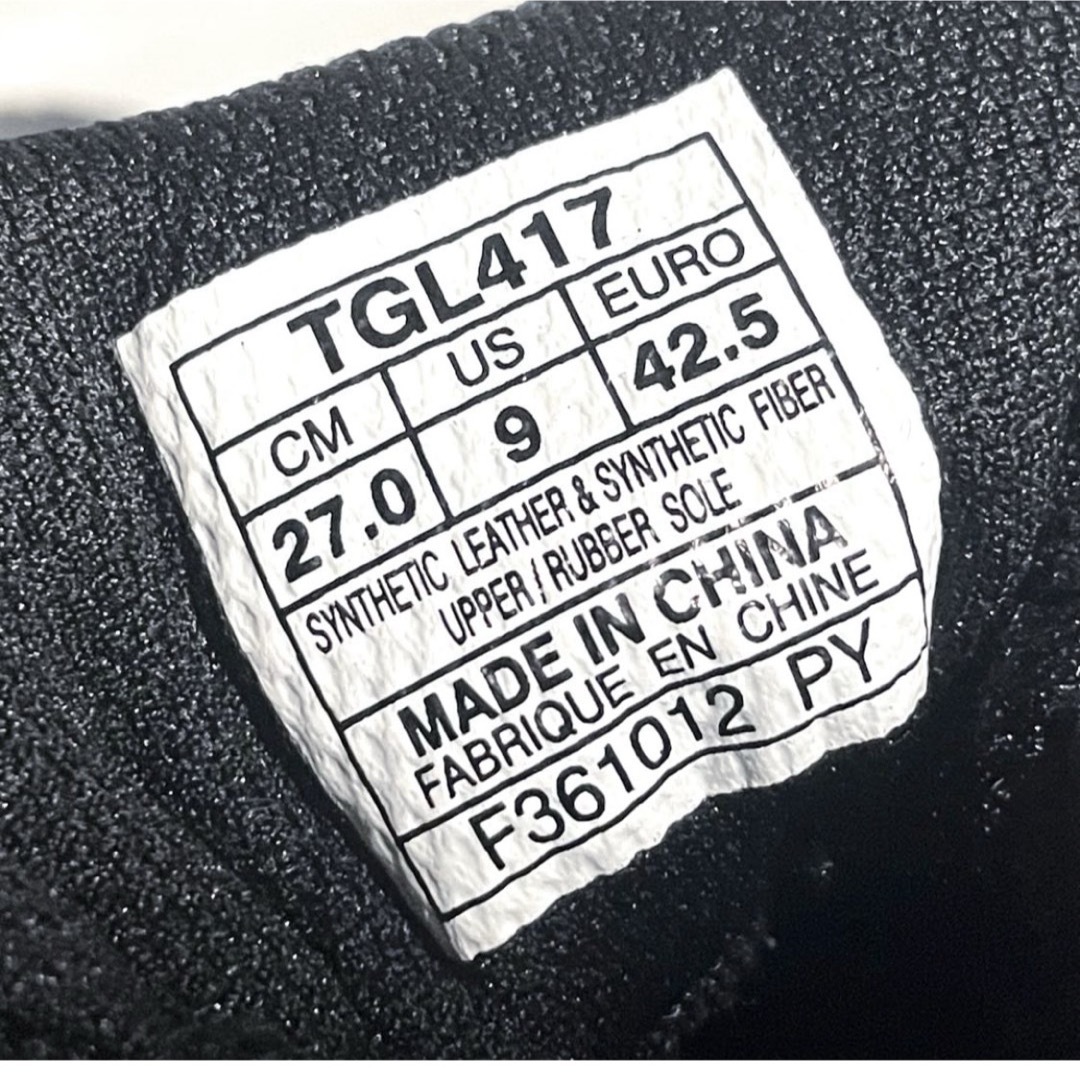 TGL417
CM US EURO
27.0 9 42.5
SYNTHETIC LEATHER & SYNTHETIC FIBER
UPPER / RUBBER SOLE
MADE IN CHINA
FABRIQUE EN CHINE
F361012 PY